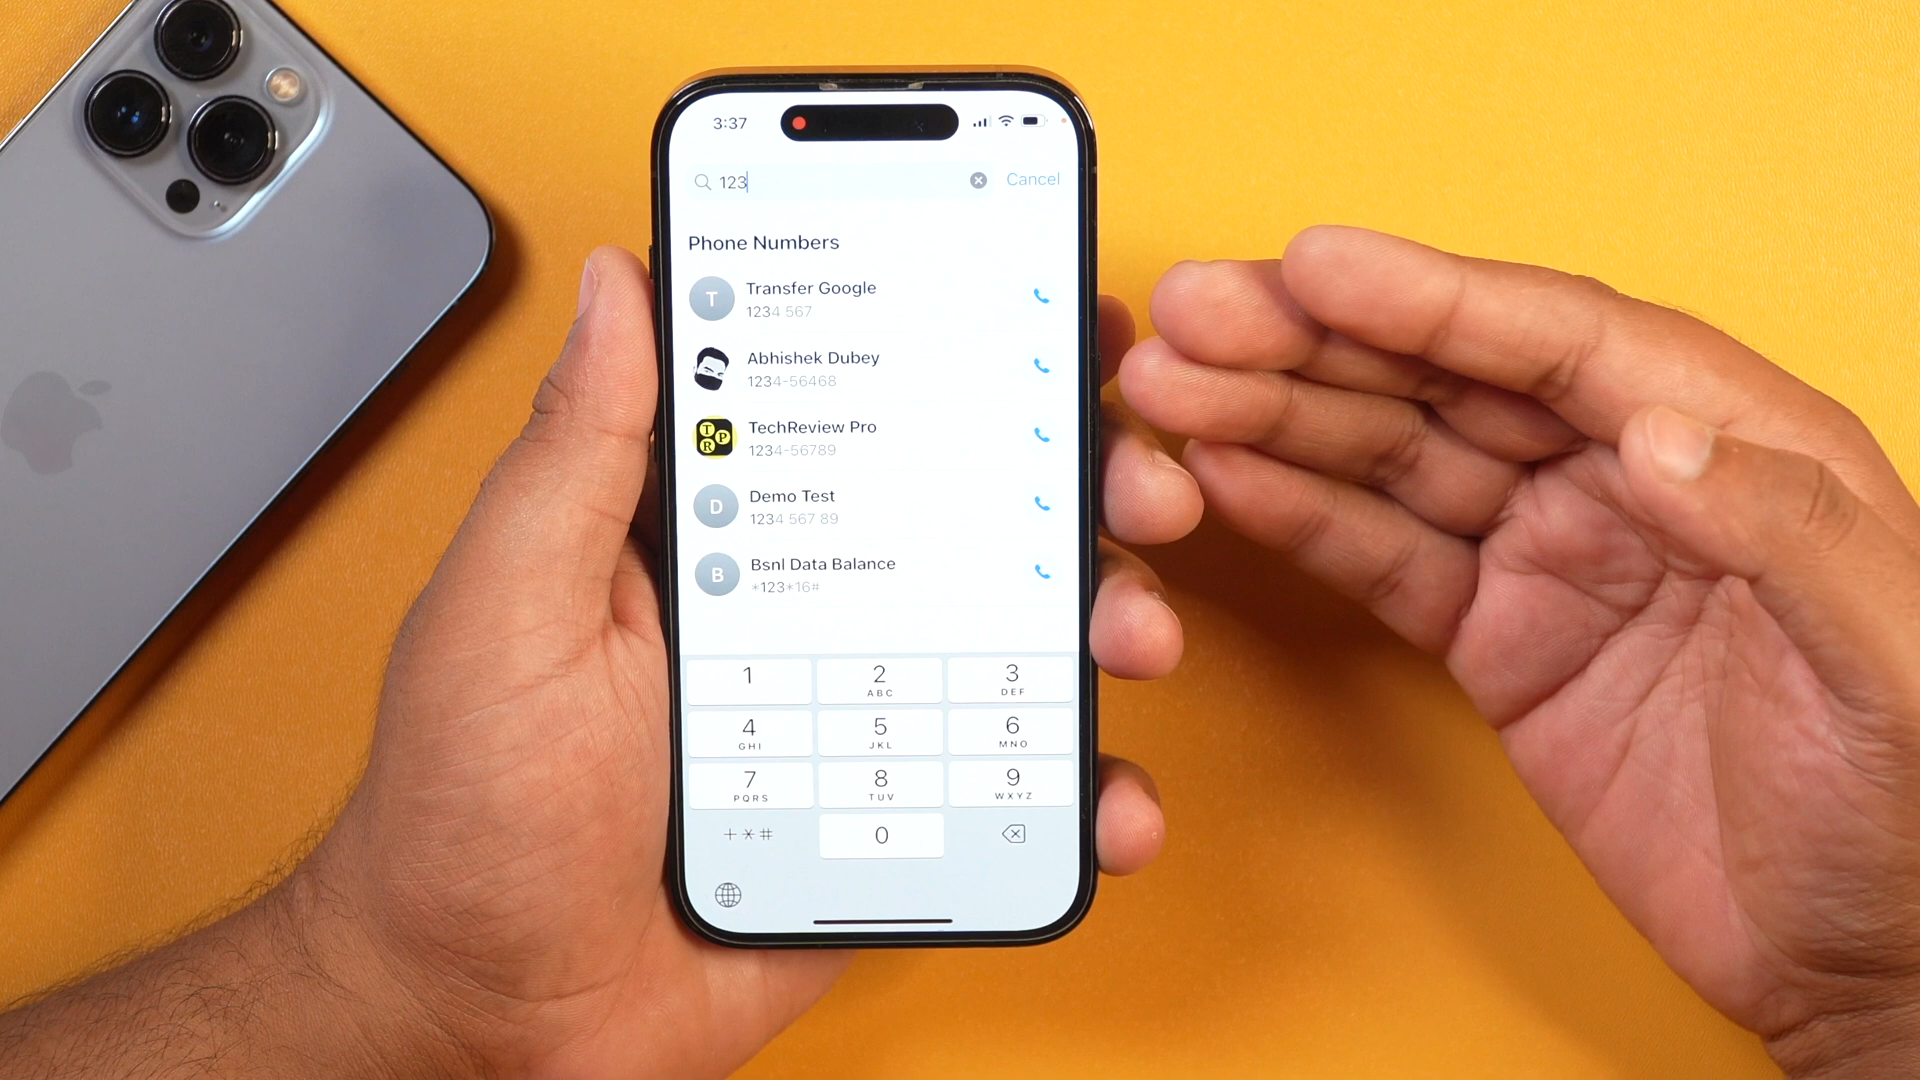 3:37
123
Cancel
Phone Numbers
T
Transfer Google
1234 567
Abhishek Dubey
1234-56468
T P R
TechReview Pro
1234-56789
D
Demo Test
1234 567 89
B
Bsnl Data Balance
*123*16#
1
2
ABC
3
DEF
4
GHI
5
JKL
6
MNO
7
PQRS
8
TUV
9
WXYZ
+*#
0